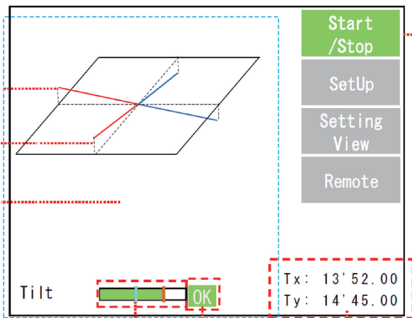 Start
/Stop
SetUp
Setting
View
Remote
Tilt
OK
Tx: 13'52.00
Ty: 14'45.00